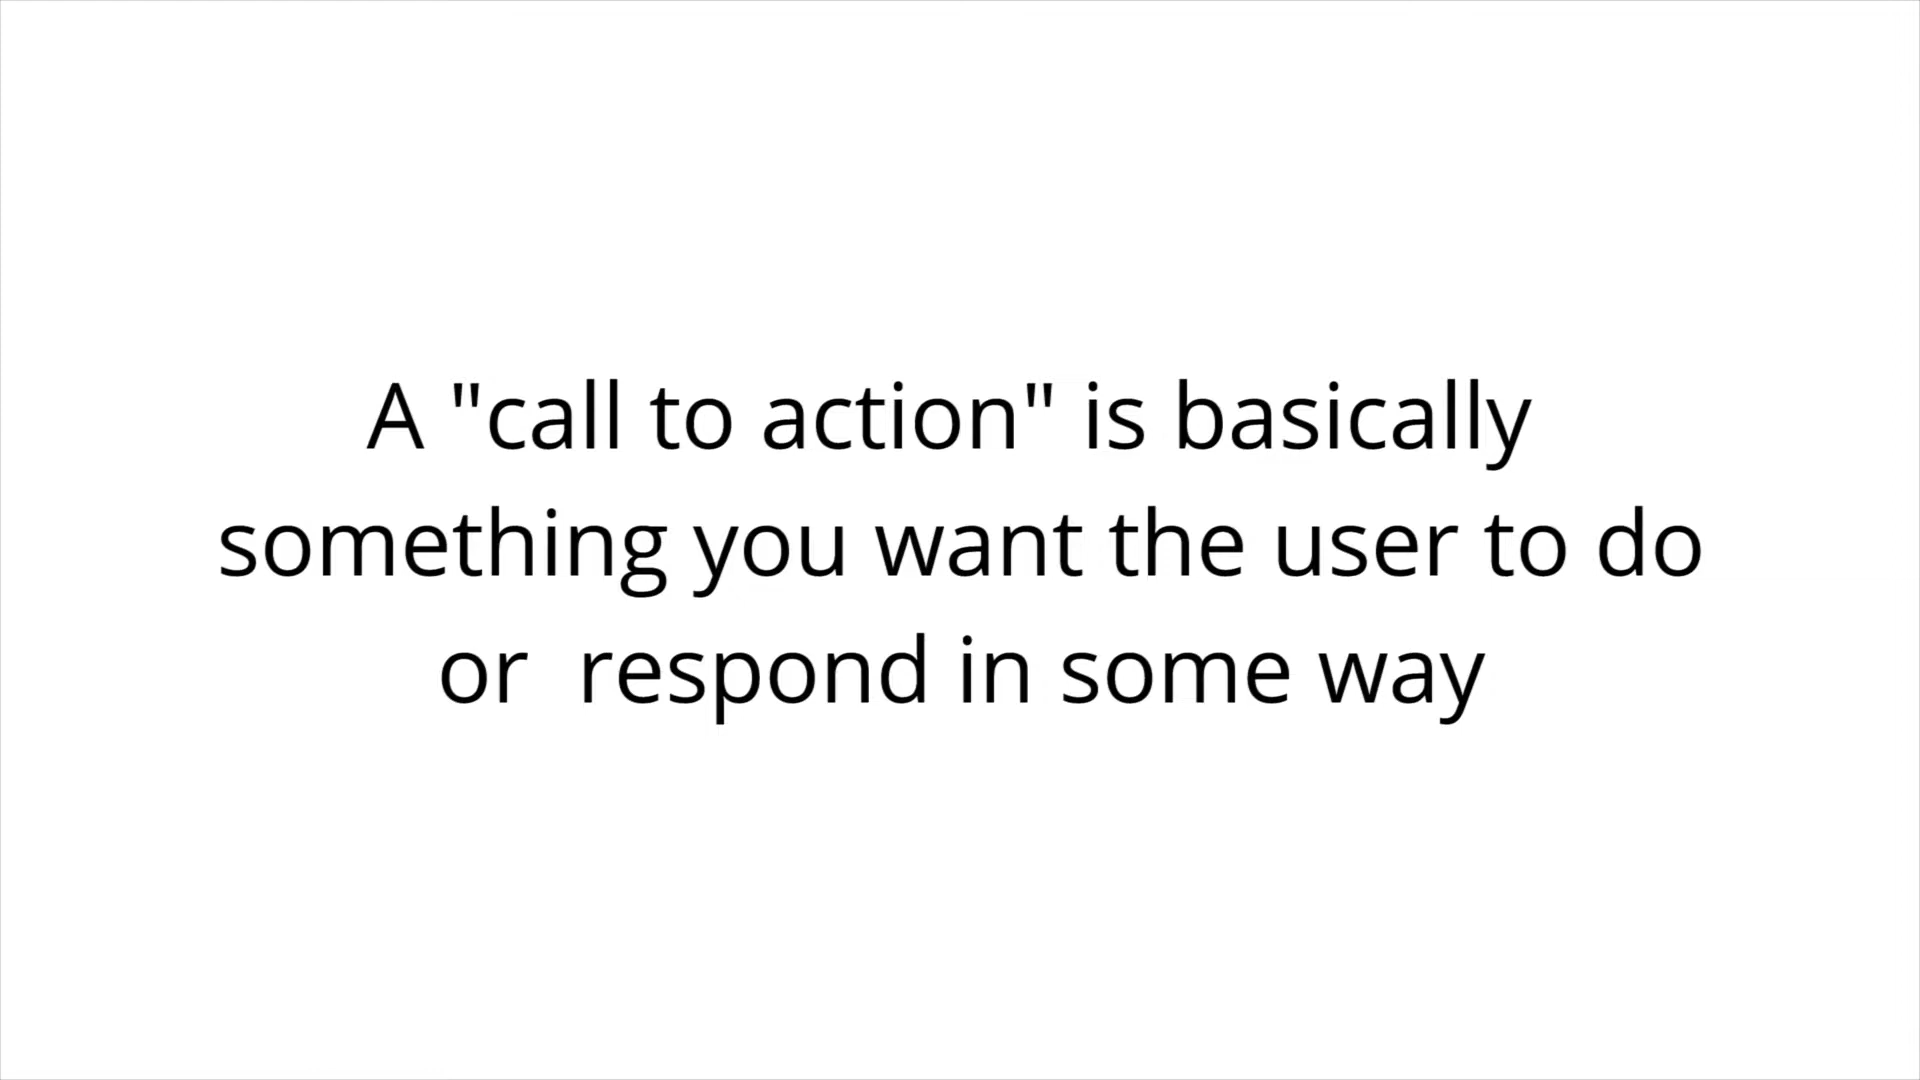 A "call to action" is basically
something you want the user to do
or  respond in some way